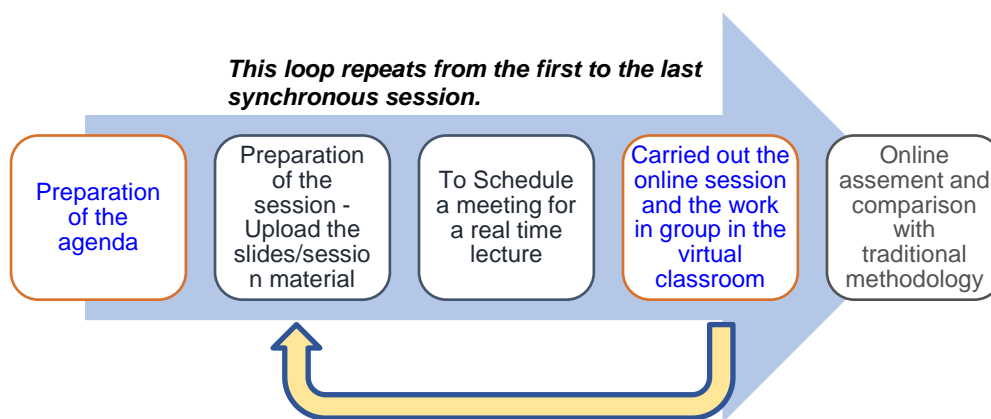 This loop repeats from the first to the last
synchronous session.
Preparation
of the
agenda
Preparation
of the
session -
Upload the
slides/sessio
n material
To Schedule
a meeting for
a real time
lecture
Carried out the
online session
and the work
in group in the
virtual
classroom
Online
assement and
comparison
with
traditional
methodology